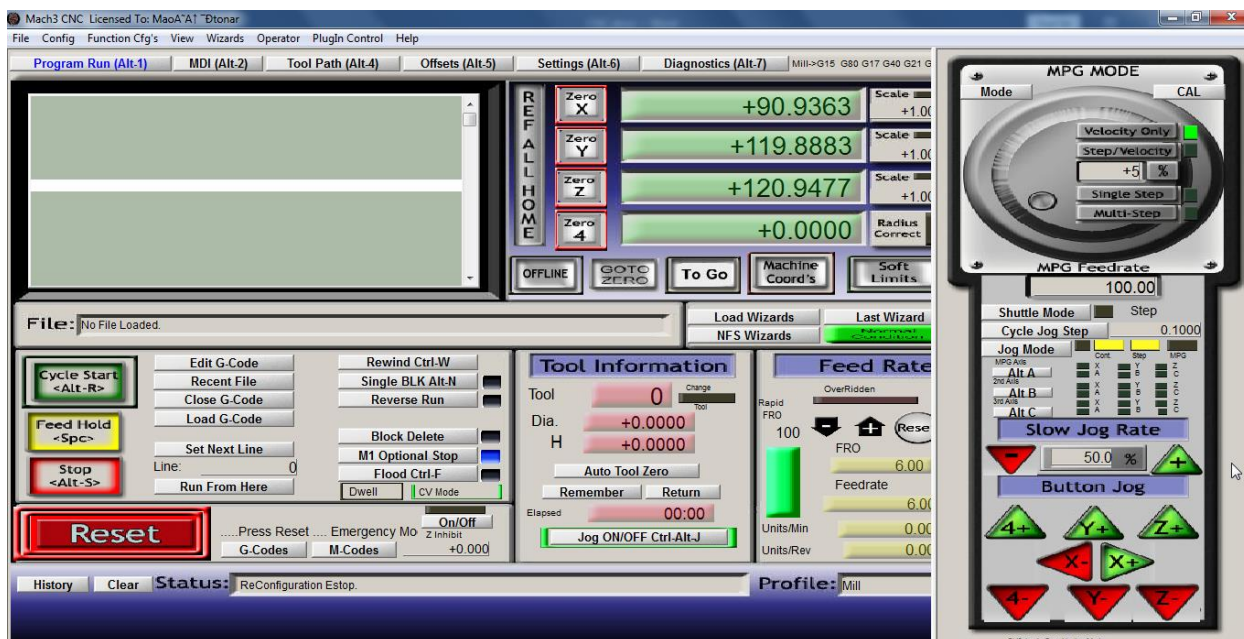 Mach3 CNC Licensed To:
File Config Function Cfg's View Wizards Operator PlugIn Control Help
Program Run (Alt-1) MDI (Alt-2) Tool Path (Alt-4) Offsets (Alt-5) Settings (Alt-6) Diagnostics (Alt-7) Mill->G15 G80 G17 G40 G21 G
REF ALL HOME
Zero X +90.9363 Scale +1.00
Zero Y +119.8883 Scale +1.00
Zero Z +120.9477 Scale +1.00
Zero 4 +0.0000 Radius Correct
OFFLINE GOTO ZERO To Go Machine Coord's Soft Limits
File: No File Loaded.
Load Wizards Last Wizard
NFS Wizards Normal Condition
Cycle Start
<Alt-R>
Feed Hold
<Spc>
Stop
<Alt-S>
Edit G-Code
Recent File
Close G-Code
Load G-Code
Set Next Line
Line: 0
Run From Here
Rewind Ctrl-W
Single BLK Alt-N
Reverse Run
Block Delete
M1 Optional Stop
Flood Ctrl-F
Dwell CV Mode
Reset
.....Press Reset .... Emergency Mo
On/Off
Z Inhibit
+0.000
G-Codes M-Codes
Tool Information
Tool 0 Change Tool
Dia. +0.0000
H +0.0000
Auto Tool Zero
Remember Return
Elapsed 00:00
Jog ON/OFF Ctrl-Alt-J
Feed Rate
OverRidden
Rapid
FRO
100
Rese
FRO
6.00
Feedrate
6.00
Units/Min 0.00
Units/Rev 0.00
History Clear Status: ReConfiguration Estop. Profile: Mill
MPG MODE
Mode CAL
Velocity Only
Step/Velocity
+5 %
Single Step
Multi-Step
MPG Feedrate
100.00
Shuttle Mode Step
Cycle Jog Step 0.1000
Jog Mode Cont. Step MPG
MPG Axis
Alt A X A Y B Z C
2nd Axis
Alt B X A Y B Z C
3rd Axis
Alt C X A Y B Z C
Slow Jog Rate
- 50.0 % +
Button Jog
4+ Y+ Z+
X- X+
4- Y- Z-